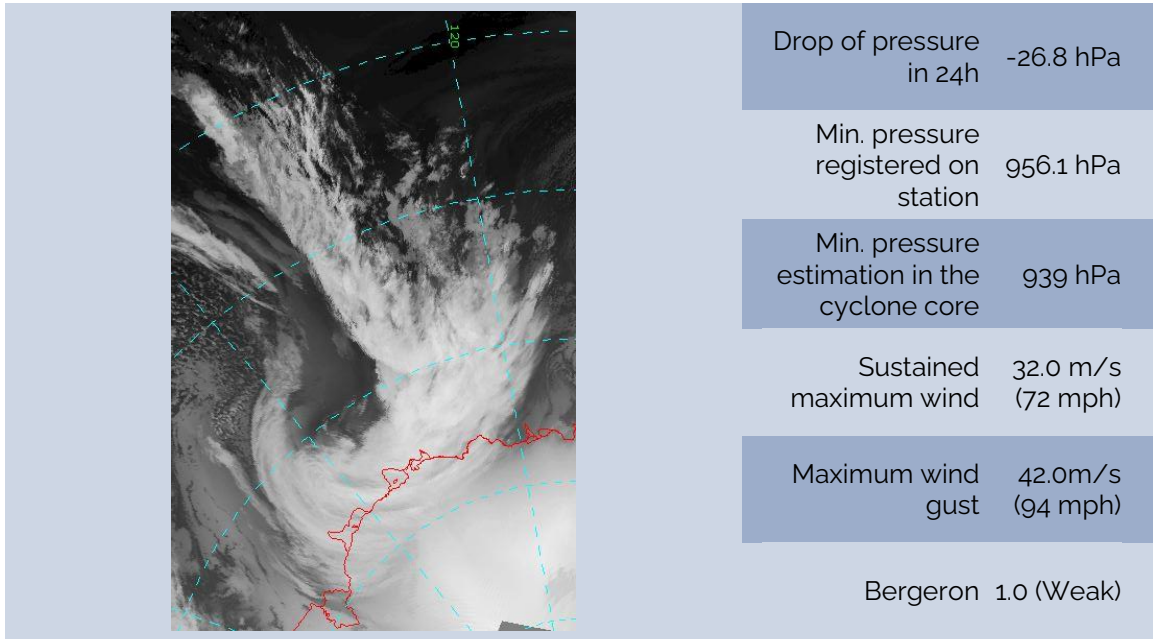 120
Drop of pressure
in 24h
-26.8 hPa
Min. pressure
registered on
station
956.1 hPa
Min. pressure
estimation in the
cyclone core
939 hPa
Sustained
maximum wind
32.0 m/s
(72 mph)
Maximum wind
gust
42.0m/s
(94 mph)
Bergeron
1.0 (Weak)